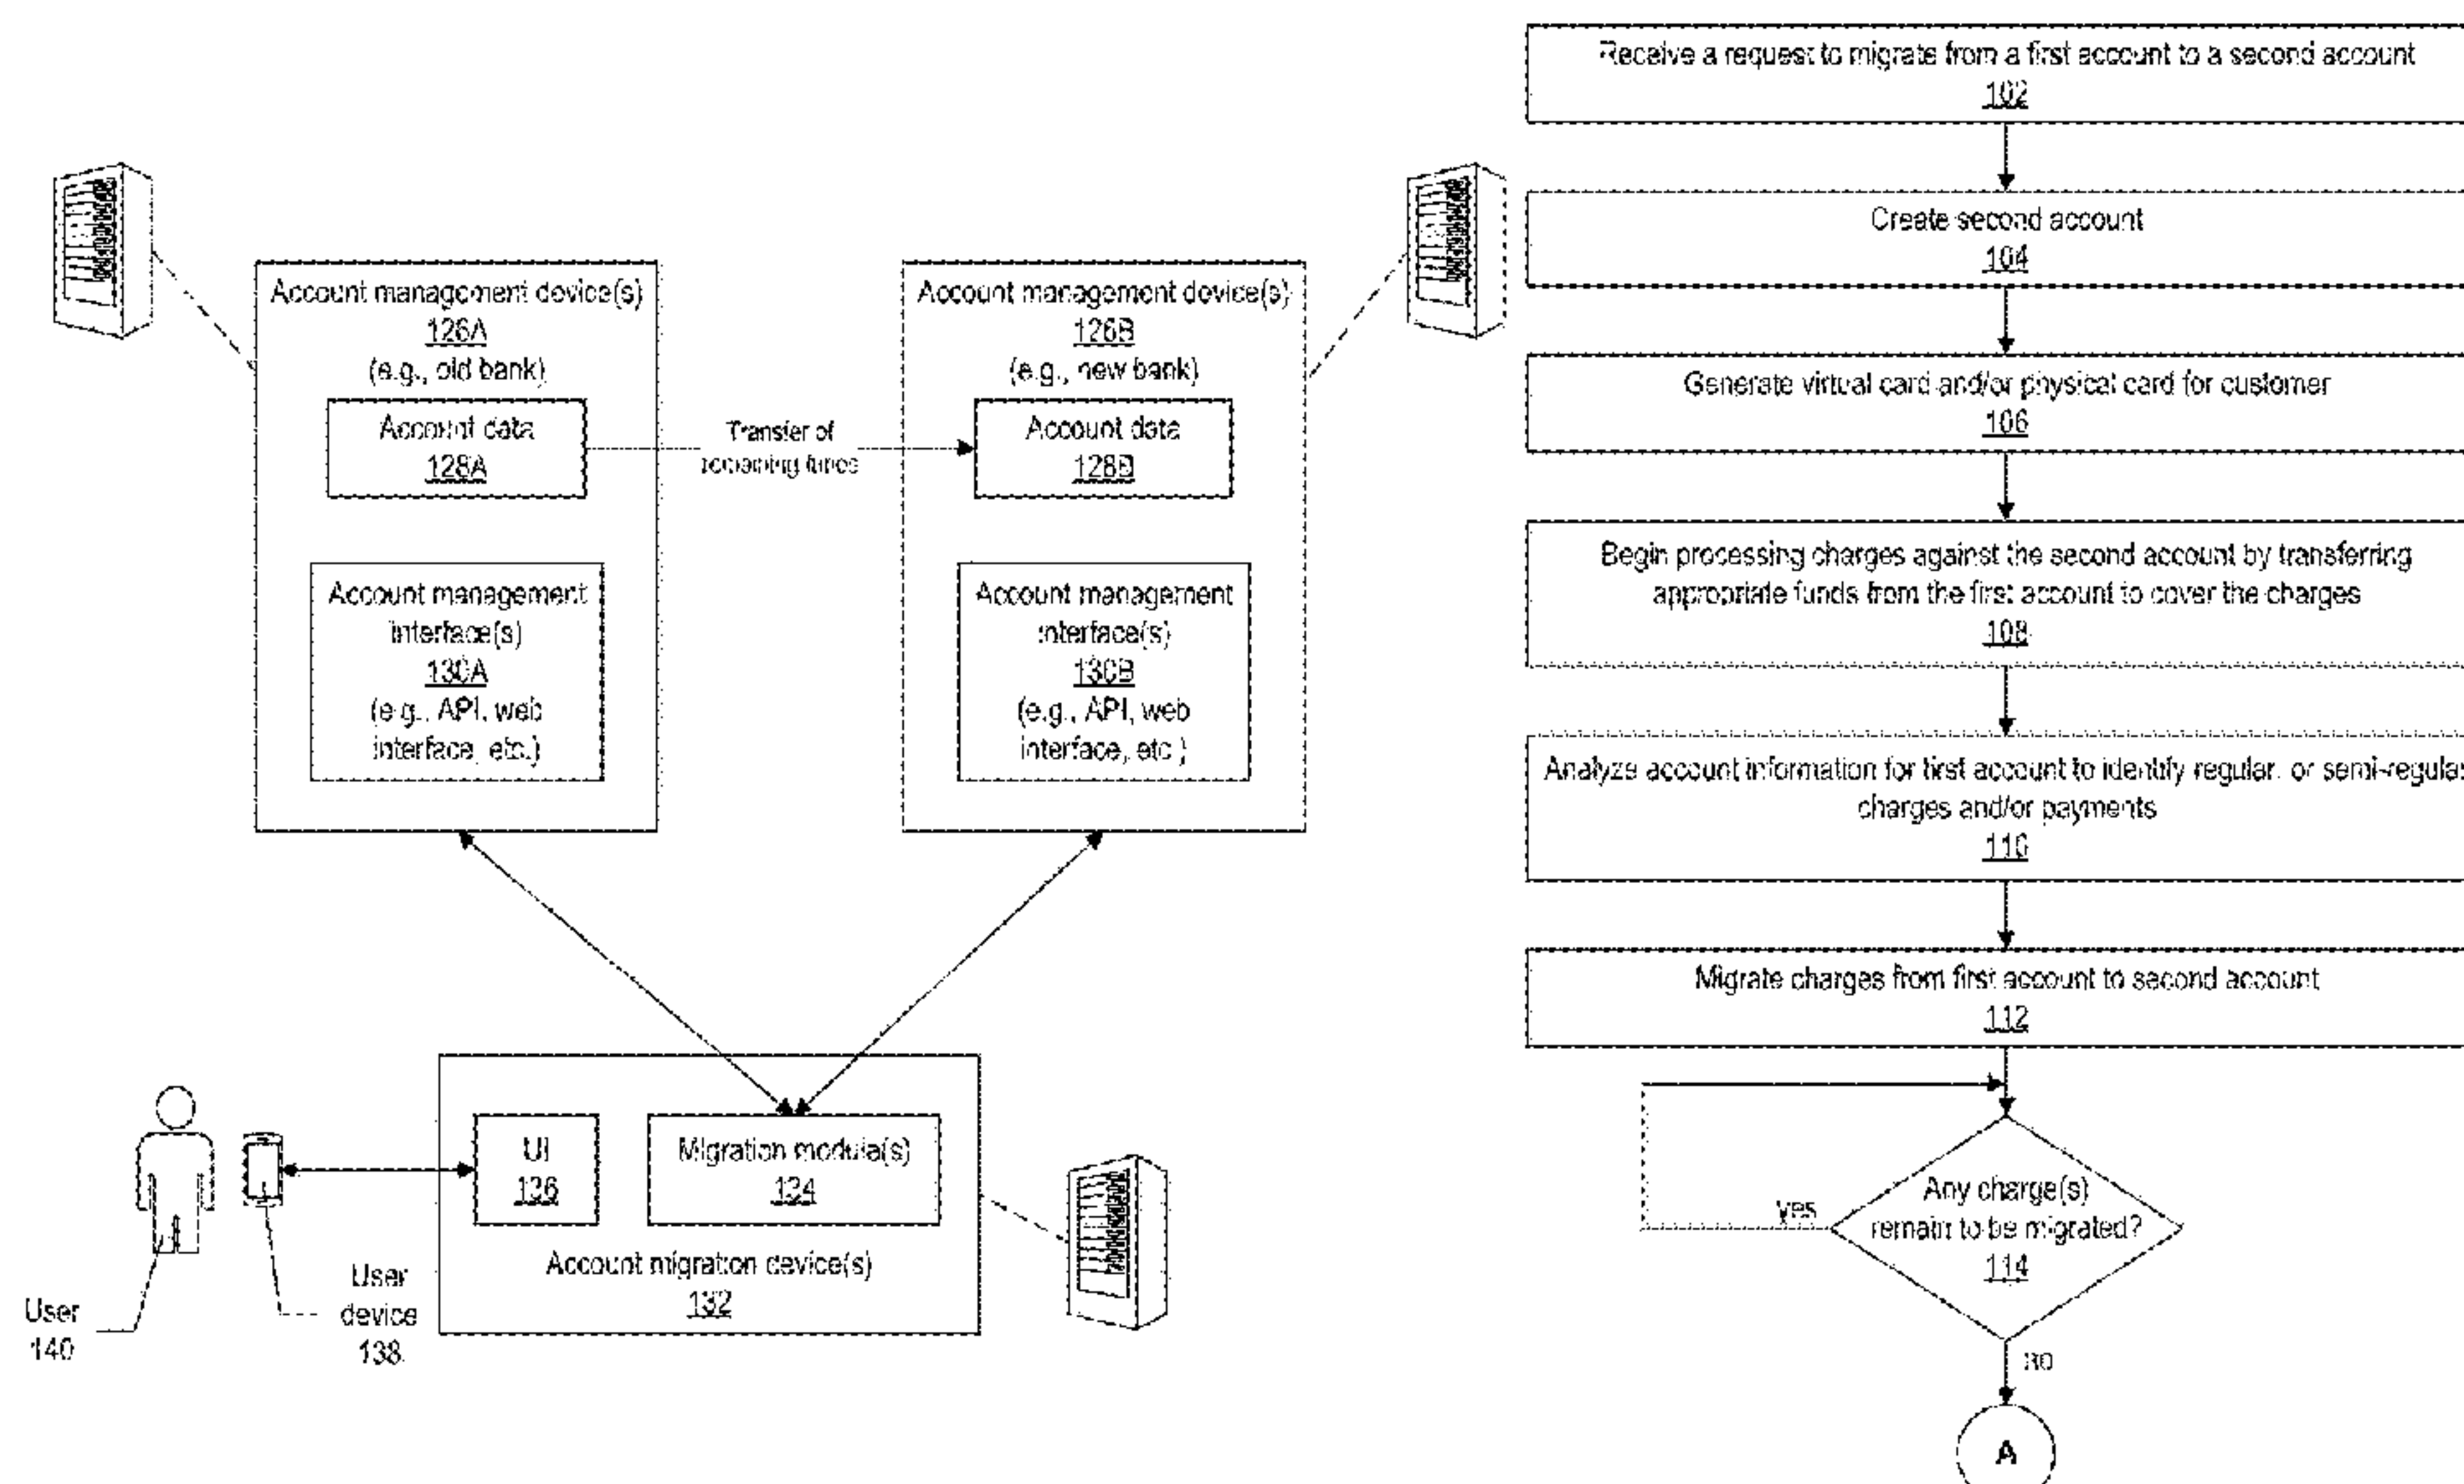 Account management device(s)
126A
(e.g., old bank)
Account data
128A
Account management
interface(s)
130A
(e.g., API, web
interface, etc.)
Transfer of
remaining funds
Account management device(s)
126B
(e.g., new bank)
Account data
128B
Account management
interface(s)
130B
(e.g., API, web
interface, etc.)
UI
136
Migration module(s)
134
Account migration device(s)
132
User
device
138
User
140
Receive a request to migrate from a first account to a second account
102
Create second account
104
Generate virtual card and/or physical card for customer
106
Begin processing charges against the second account by transferring
appropriate funds from the first account to cover the charges
108
Analyze account information for first account to identify regular, or semi-regular
charges and/or payments
110
Migrate charges from first account to second account
112
Any charge(s)
remain to be migrated?
114
yes
no
A